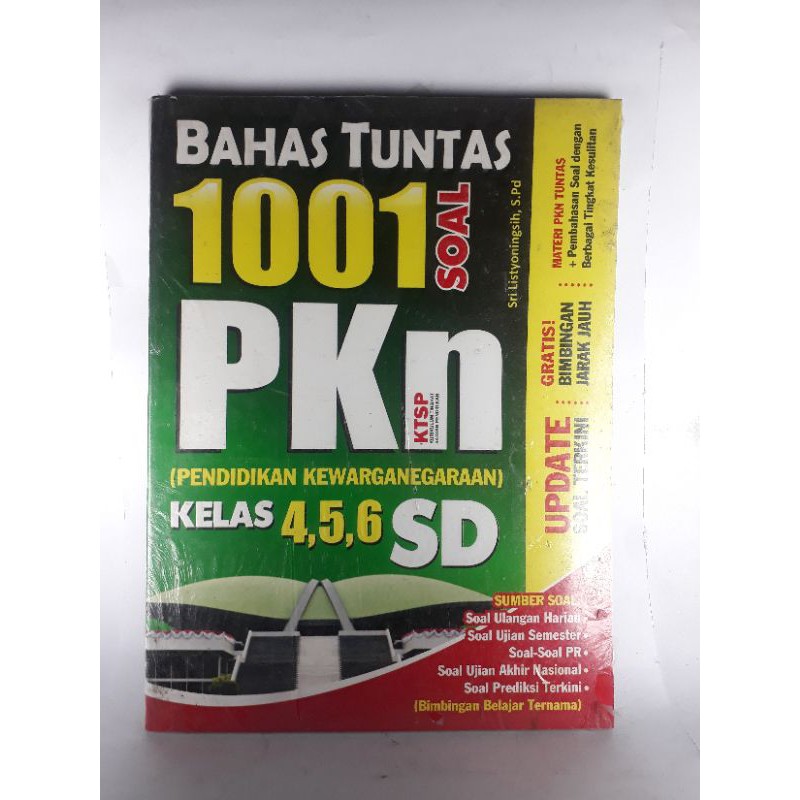 BAHAS TUNTAS
1001
SOAL
Sri Listyoningsih, S.Pd
PKn
KTSP
(PENDIDIKAN KEWARGANEGARAAN)
KELAS 4,5,6 SD
UPDATE
SOAL TERKINI
GRATIS!
BIMBINGAN
JARAK JAUH
MATERI PKN TUNTAS
+ Pembahasan Soal dengan
Berbagai Tingkat Kesulitan
SUMBER SOAL
Soal Ulangan Harian •
Soal Ujian Semester •
Soal-Soal PR •
Soal Ujian Akhir Nasional •
Soal Prediksi Terkini •
(Bimbingan Belajar Ternama)